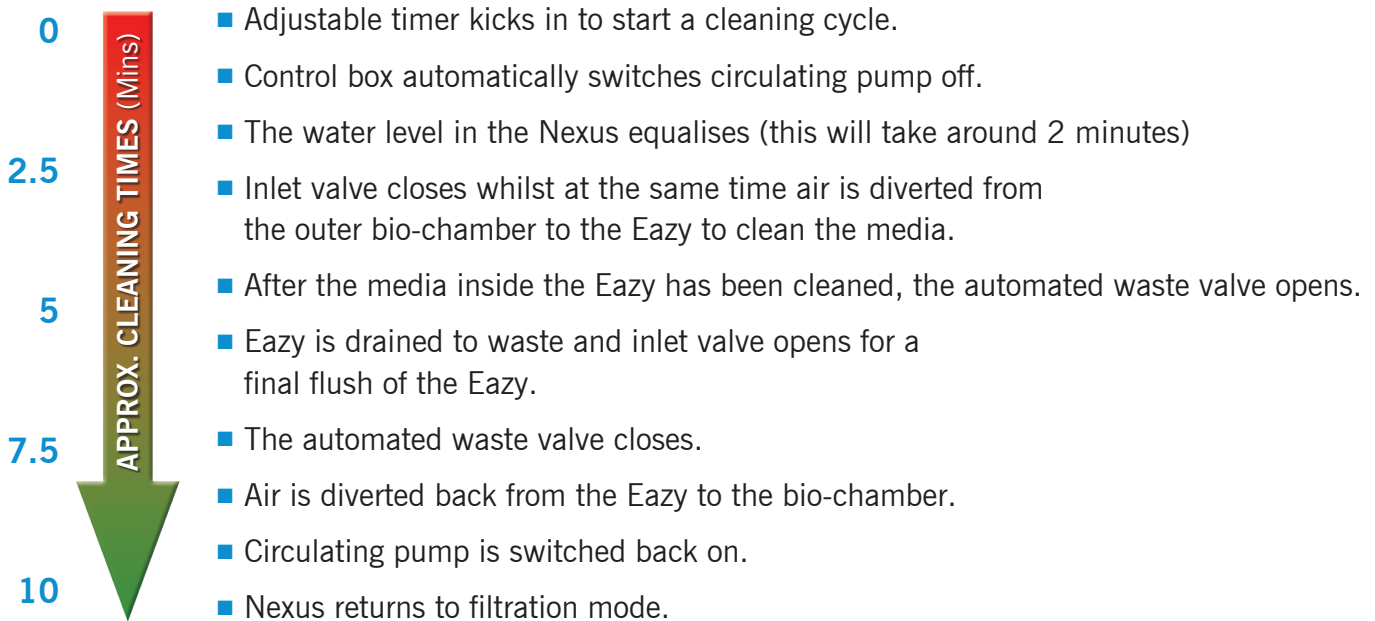 0
2.5
5
7.5
10
APPROX. CLEANING TIMES (Mins)
■ Adjustable timer kicks in to start a cleaning cycle.
■ Control box automatically switches circulating pump off.
■ The water level in the Nexus equalises (this will take around 2 minutes)
■ Inlet valve closes whilst at the same time air is diverted from
the outer bio-chamber to the Eazy to clean the media.
■ After the media inside the Eazy has been cleaned, the automated waste valve opens.
■ Eazy is drained to waste and inlet valve opens for a
final flush of the Eazy.
■ The automated waste valve closes.
■ Air is diverted back from the Eazy to the bio-chamber.
■ Circulating pump is switched back on.
■ Nexus returns to filtration mode.